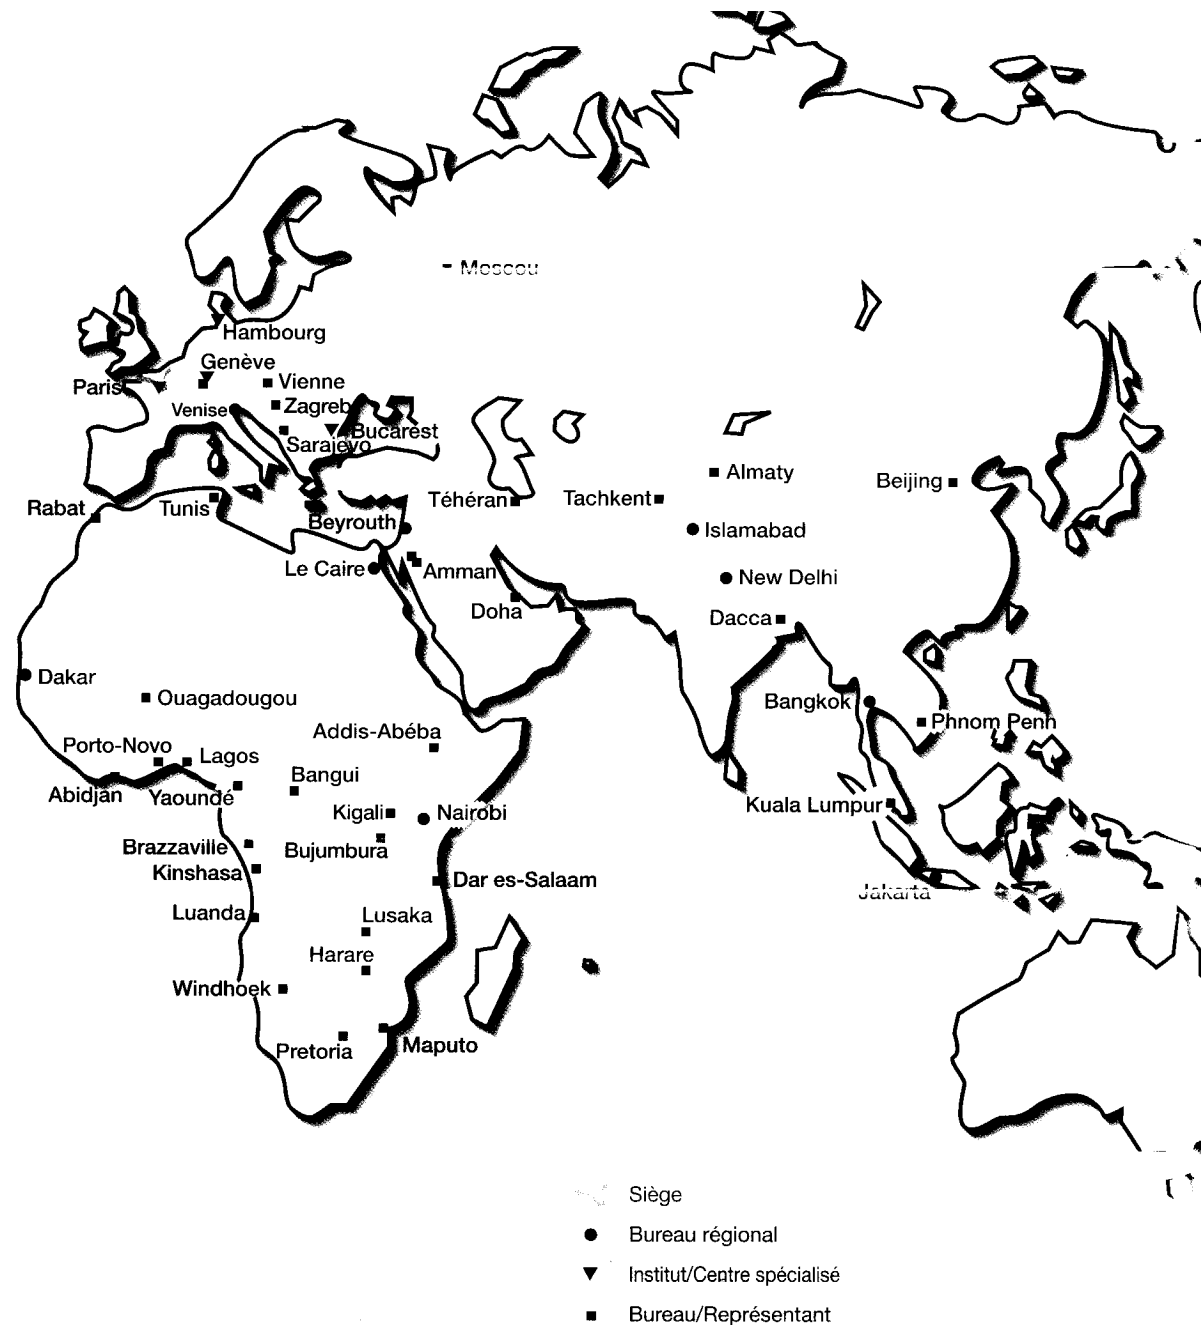 Moscou
Hambourg
Genève
Paris
Vienne
Venise
Zagreb
Bucarest
Sarajevo
Almaty
Beijing
Téhéran
Tachkent
Rabat
Tunis
Beyrouth
Islamabad
Le Caire
Amman
New Delhi
Doha
Dacca
Dakar
Ouagadougou
Bangkok
Phnom Penh
Addis-Abéba
Porto-Novo
Lagos
Bangui
Abidjan
Yaoundé
Kigali
Nairobi
Kuala Lumpur
Brazzaville
Bujumbura
Kinshasa
Dar es-Salaam
Jakarta
Luanda
Lusaka
Harare
Windhoek
Pretoria
Maputo
Siège
Bureau régional
Institut/Centre spécialisé
Bureau/Représentant